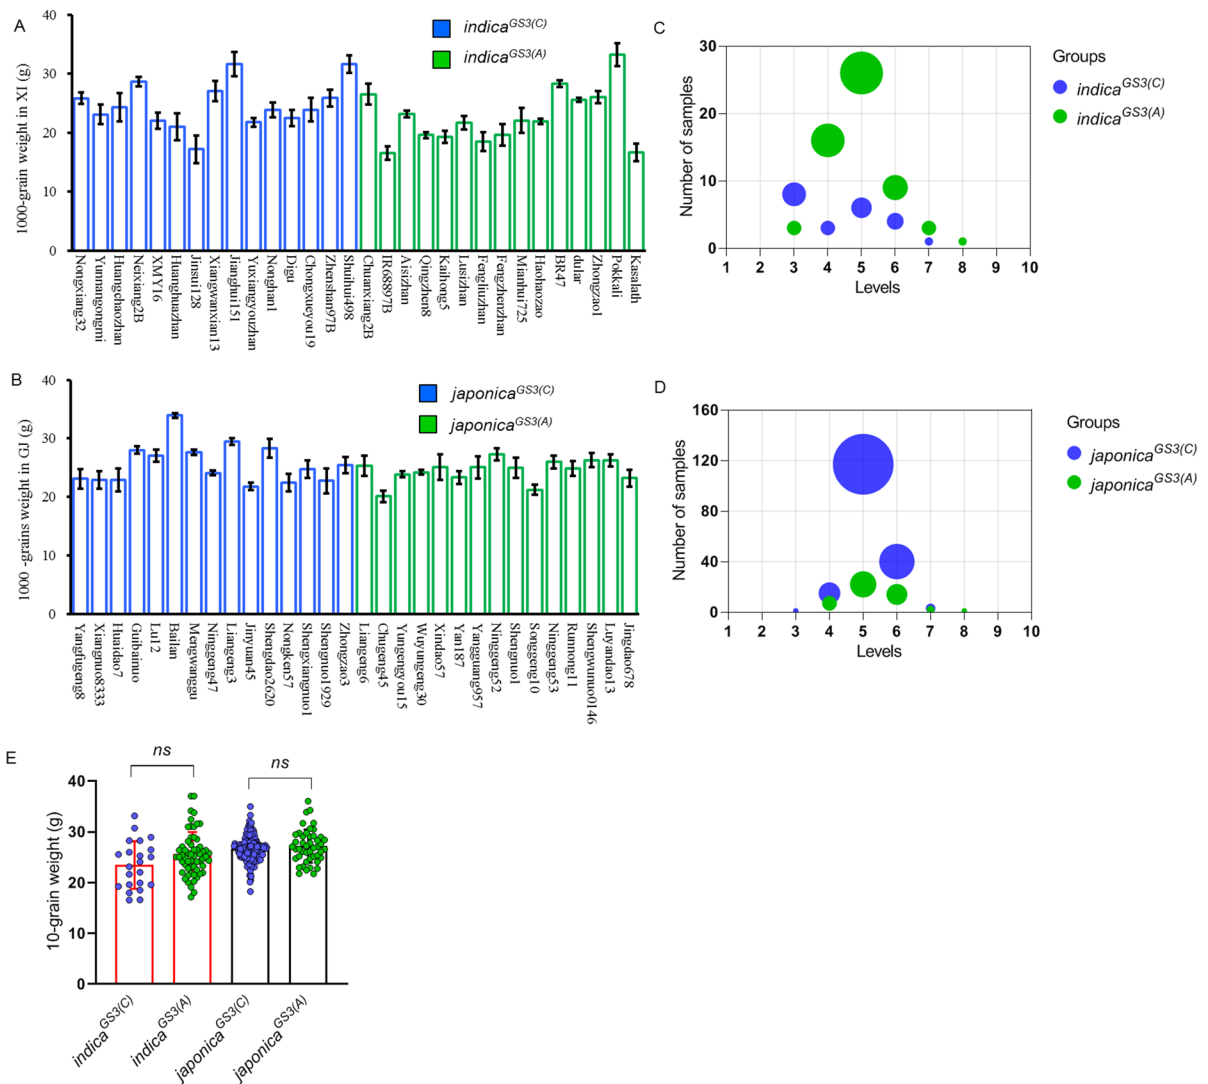 A
1000-grain weight in XI (g)
40
30
20
10
0
indica^GS3(C)
indica^GS3(A)
Nongxiang32
Yunnangongmi
Huangchaozhan
Neixiang2B
XMY16
Huanghuazhan
Jinsui128
Xiangwanxian13
Jianghui151
Yuxiangyouzhan
Nonghan1
Digu
Chongxueyou19
Zhenshan97B
Shuihui498
Chuanxiang2B
IR68897B
Aisizhan
Qingzhen8
Kaihong5
Lusizhan
Fengliuzhan
Fengzhenzhan
Mianhui725
Haohaozao
BR47
dular
Zhongzao1
Pokkali
Kasalath
C
Number of samples
30
20
10
0
1 2 3 4 5 6 7 8 9 10
Levels
Groups
indica^GS3(C)
indica^GS3(A)
B
1000 -grains weight in GJ (g)
40
30
20
10
0
japonica^GS3(C)
japonica^GS3(A)
Yangfugeng8
Xiangnuo8333
Huaidao7
Guibainuo
Lu12
Bailan
Mengwanggu
Ninggeng47
Liangeng3
Jinyuan45
Shengdao2620
Nongken57
Shengxiangnuo1
Shengnuo1929
Zhongzao3
Liangeng6
Chugeng45
Yungengyou15
Wuyungeng30
Xindao57
Yan187
Yangguang957
Ninggeng52
Shengnuo1
Songgeng10
Ninggeng53
Runnong11
Shengwunuo0146
Luyandao13
Jingdao678
D
Number of samples
160
120
80
40
0
1 2 3 4 5 6 7 8 9 10
Levels
Groups
japonica^GS3(C)
japonica^GS3(A)
E
10-grain weight (g)
40
30
20
10
0
ns
ns
indica^GS3(C)
indica^GS3(A)
japonica^GS3(C)
japonica^GS3(A)